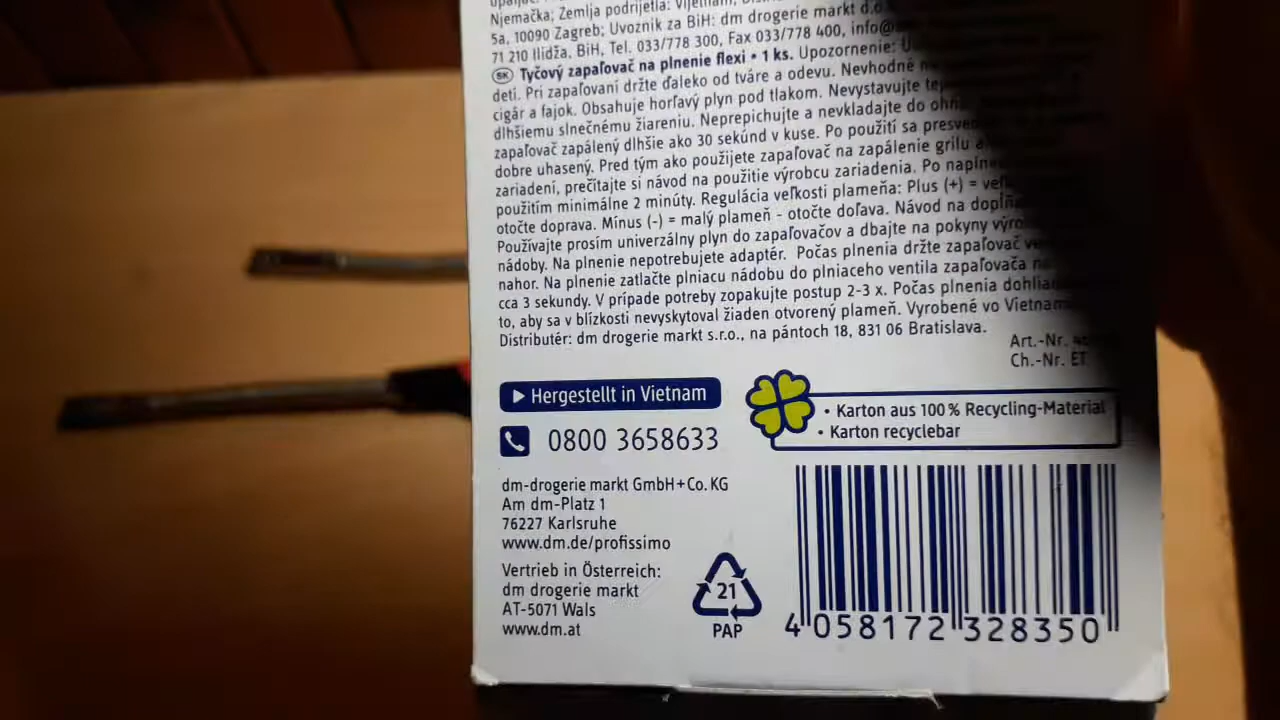 Njemačka; Zemlja podrijetla: Vijetnam,
5a, 10090 Zagreb; Uvoznik za BiH: dm drogerie markt d.o
71 210 Ilidža. BiH, Tel. 033/778 300, Fax 033/778 400, info@
SK Tyčový zapaľovač na plnenie flexi • 1 ks. Upozornenie:
deti. Pri zapaľovaní držte ďaleko od tváre a odevu. Nevhodné
cigár a fajok. Obsahuje horľavý plyn pod tlakom. Nevystavujte
dlhšiemu slnečnému žiareniu. Neprepichujte a nevkladajte do
zapaľovač zapálený dlhšie ako 30 sekúnd v kuse. Po použití sa
dobre uhasený. Pred tým ako použijete zapaľovač na zapálenie grilu
zariadení, prečítajte si návod na použitie výrobcu zariadenia. Po
použitím minimálne 2 minúty. Regulácia veľkosti plameňa: Plus (+) =
otočte doprava. Mínus (-) = malý plameň - otočte doľava. Návod na
Používajte prosím univerzálny plyn do zapaľovačov a dbajte na pokyny
nádoby. Na plnenie nepotrebujete adaptér. Počas plnenia držte zapaľovač
nahor. Na plnenie zatlačte plniacu nádobu do plniaceho ventila zapaľovača
cca 3 sekundy. V prípade potreby zopakujte postup 2-3 x. Počas plnenia
to, aby sa v blízkosti nevyskytoval žiaden otvorený plameň. Vyrobené vo Vietnam
Distributér: dm drogerie markt s.r.o., na pántoch 18, 831 06 Bratislava.
Art.-Nr.
Ch.-Nr. ET
Hergestellt in Vietnam
0800 3658633
• Karton aus 100 % Recycling-Material
• Karton recyclebar
dm-drogerie markt GmbH + Co. KG
Am dm-Platz 1
76227 Karlsruhe
www.dm.de/profissimo
Vertrieb in Österreich:
dm drogerie markt
AT-5071 Wals
www.dm.at
21
PAP
4 058172 328350